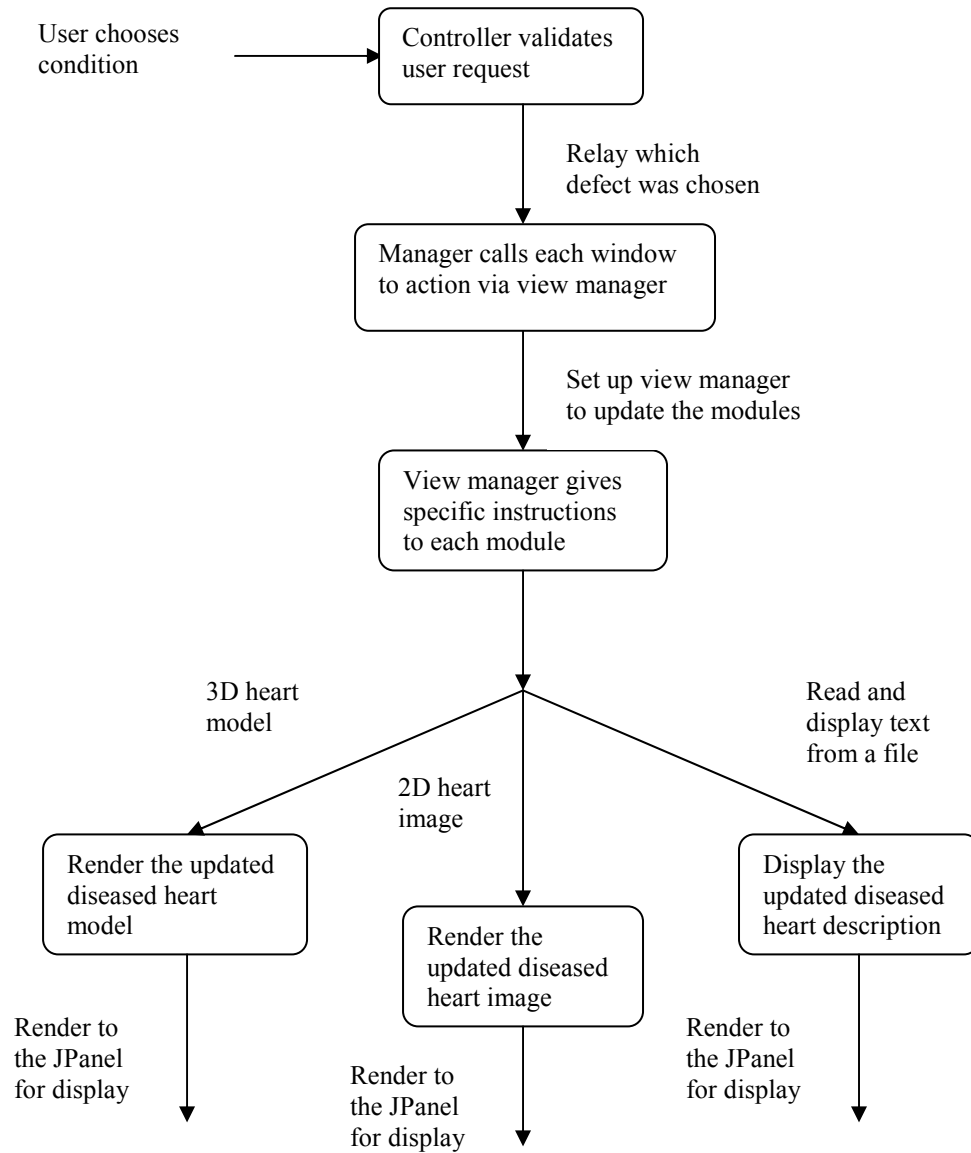 User chooses
condition
Controller validates
user request
Relay which
defect was chosen
Manager calls each window
to action via view manager
Set up view manager
to update the modules
View manager gives
specific instructions
to each module
3D heart
model
2D heart
image
Read and
display text
from a file
Render the updated
diseased heart
model
Render the
updated diseased
heart image
Display the
updated diseased
heart description
Render to
the JPanel
for display
Render to
the JPanel
for display
Render to
the JPanel
for display